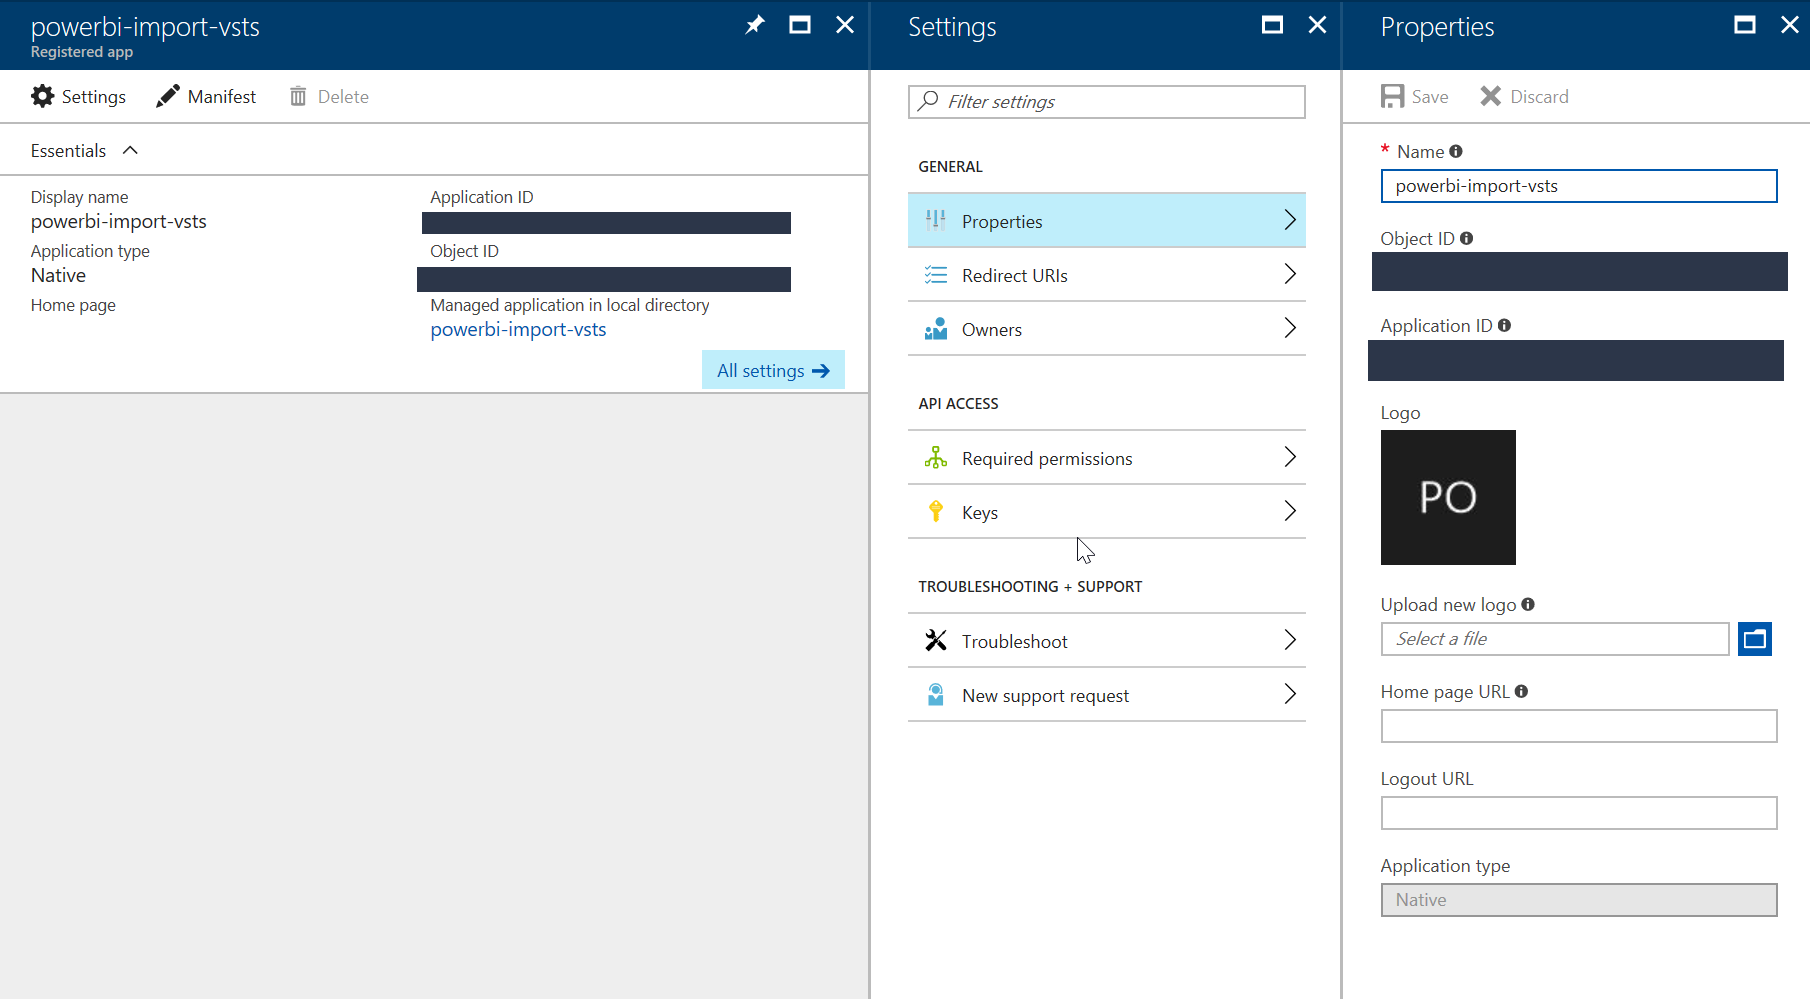 powerbi-import-vsts
Registered app
Settings
Manifest
Delete
Essentials
Display name
powerbi-import-vsts
Application type
Native
Home page
Application ID
Object ID
Managed application in local directory
powerbi-import-vsts
All settings
Settings
Filter settings
GENERAL
Properties
Redirect URIs
Owners
API ACCESS
Required permissions
Keys
TROUBLESHOOTING + SUPPORT
Troubleshoot
New support request
Properties
Save
Discard
* Name
powerbi-import-vsts
Object ID
Application ID
Logo
PO
Upload new logo
Select a file
Home page URL
Logout URL
Application type
Native